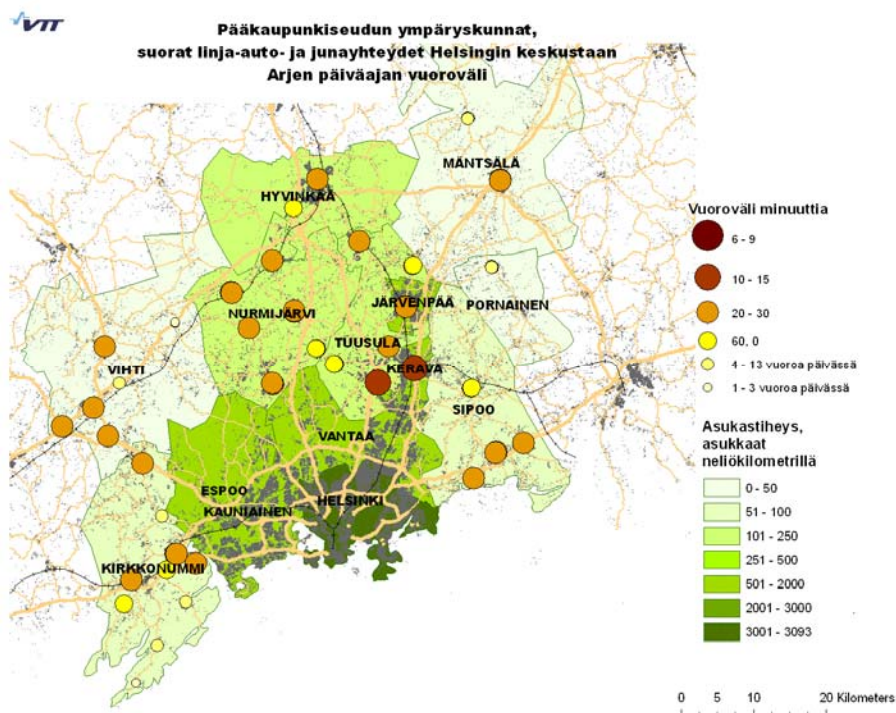 VTT
Pääkaupunkiseudun ympäryskunnat,
suorat linja-auto- ja junayhteydet Helsingin keskustaan
Arjen päiväajan vuoroväli
MÄNTSÄLÄ
HYVINKÄÄ
JÄRVENPÄÄ
PORNAINEN
NURMIJÄRVI
TUUSULA
VIHTI
KERAVA
SIPOO
VANTAA
ESPOO
HELSINKI
KAUNIAINEN
KIRKKONUMMI
Vuoroväli minuuttia
6 - 9
10 - 15
20 - 30
60, 0
4 - 13 vuoroa päivässä
1 - 3 vuoroa päivässä
Asukastiheys,
asukkaat
neliökilometrillä
0 - 50
51 - 100
101 - 250
251 - 500
501 - 2000
2001 - 3000
3001 - 3093
0 5 10 20 Kilometers